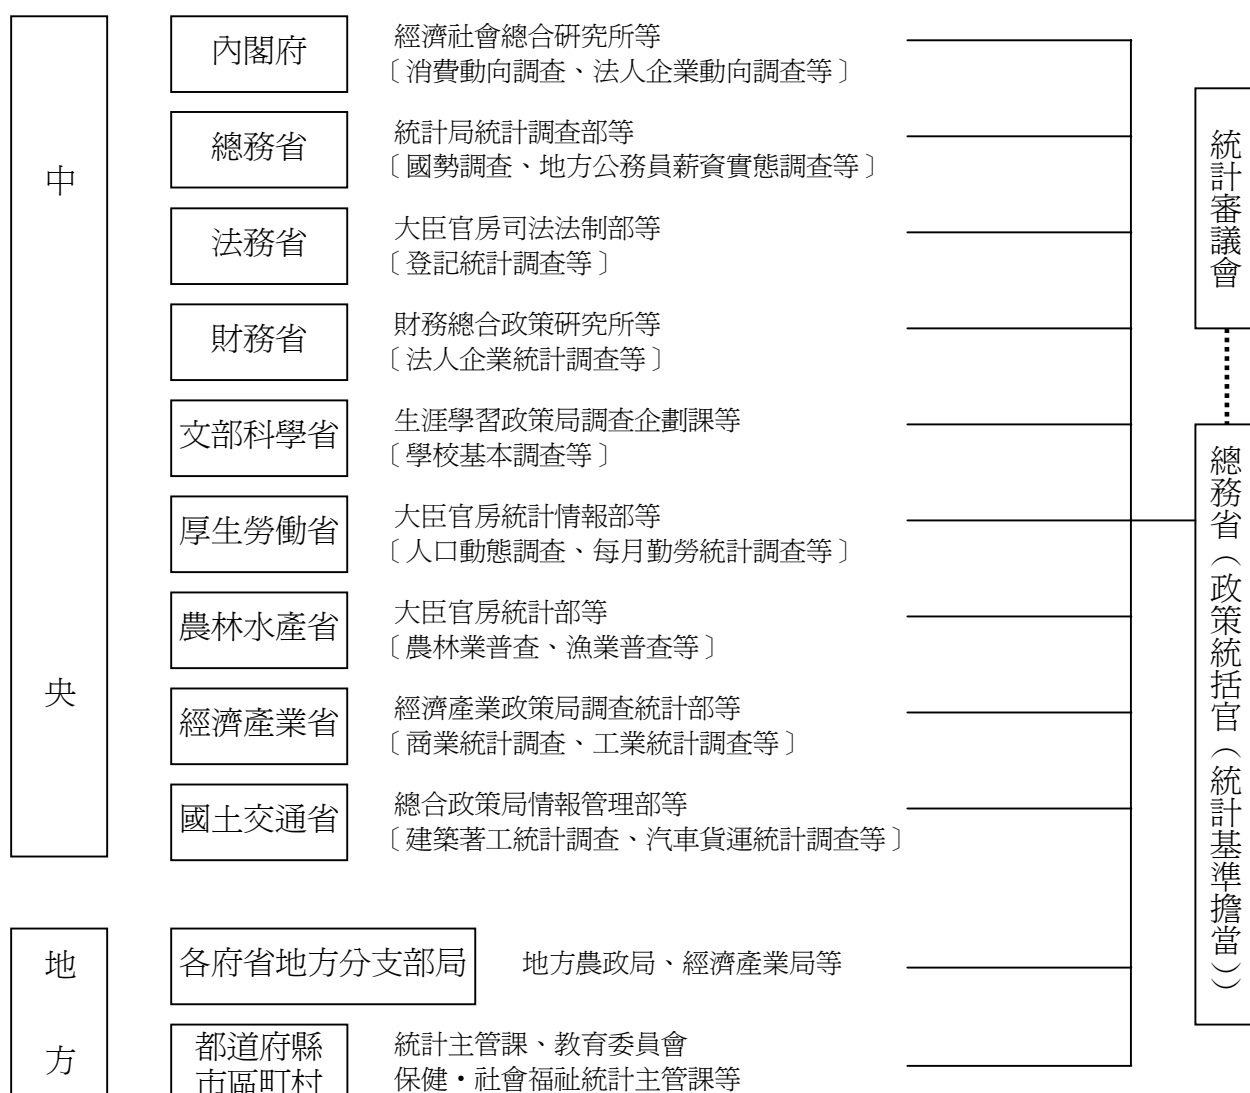 中央
內閣府
經濟社會總合研究所等
〔消費動向調查、法人企業動向調查等〕
總務省
統計局統計調查部等
〔國勢調查、地方公務員薪資實態調查等〕
法務省
大臣官房司法法制部等
〔登記統計調查等〕
財務省
財務總合政策研究所等
〔法人企業統計調查等〕
文部科學省
生涯學習政策局調查企劃課等
〔學校基本調查等〕
厚生勞働省
大臣官房統計情報部等
〔人口動態調查、每月勤勞統計調查等〕
農林水產省
大臣官房統計部等
〔農林業普查、漁業普查等〕
經濟產業省
經濟產業政策局調查統計部等
〔商業統計調查、工業統計調查等〕
國土交通省
總合政策局情報管理部等
〔建築著工統計調查、汽車貨運統計調查等〕
地方
各府省地方分支部局
地方農政局、經濟產業局等
都道府縣
市區町村
統計主管課、教育委員會
保健・社會福祉統計主管課等
統計審議會
總務省（政策統括官（統計基準擔當））